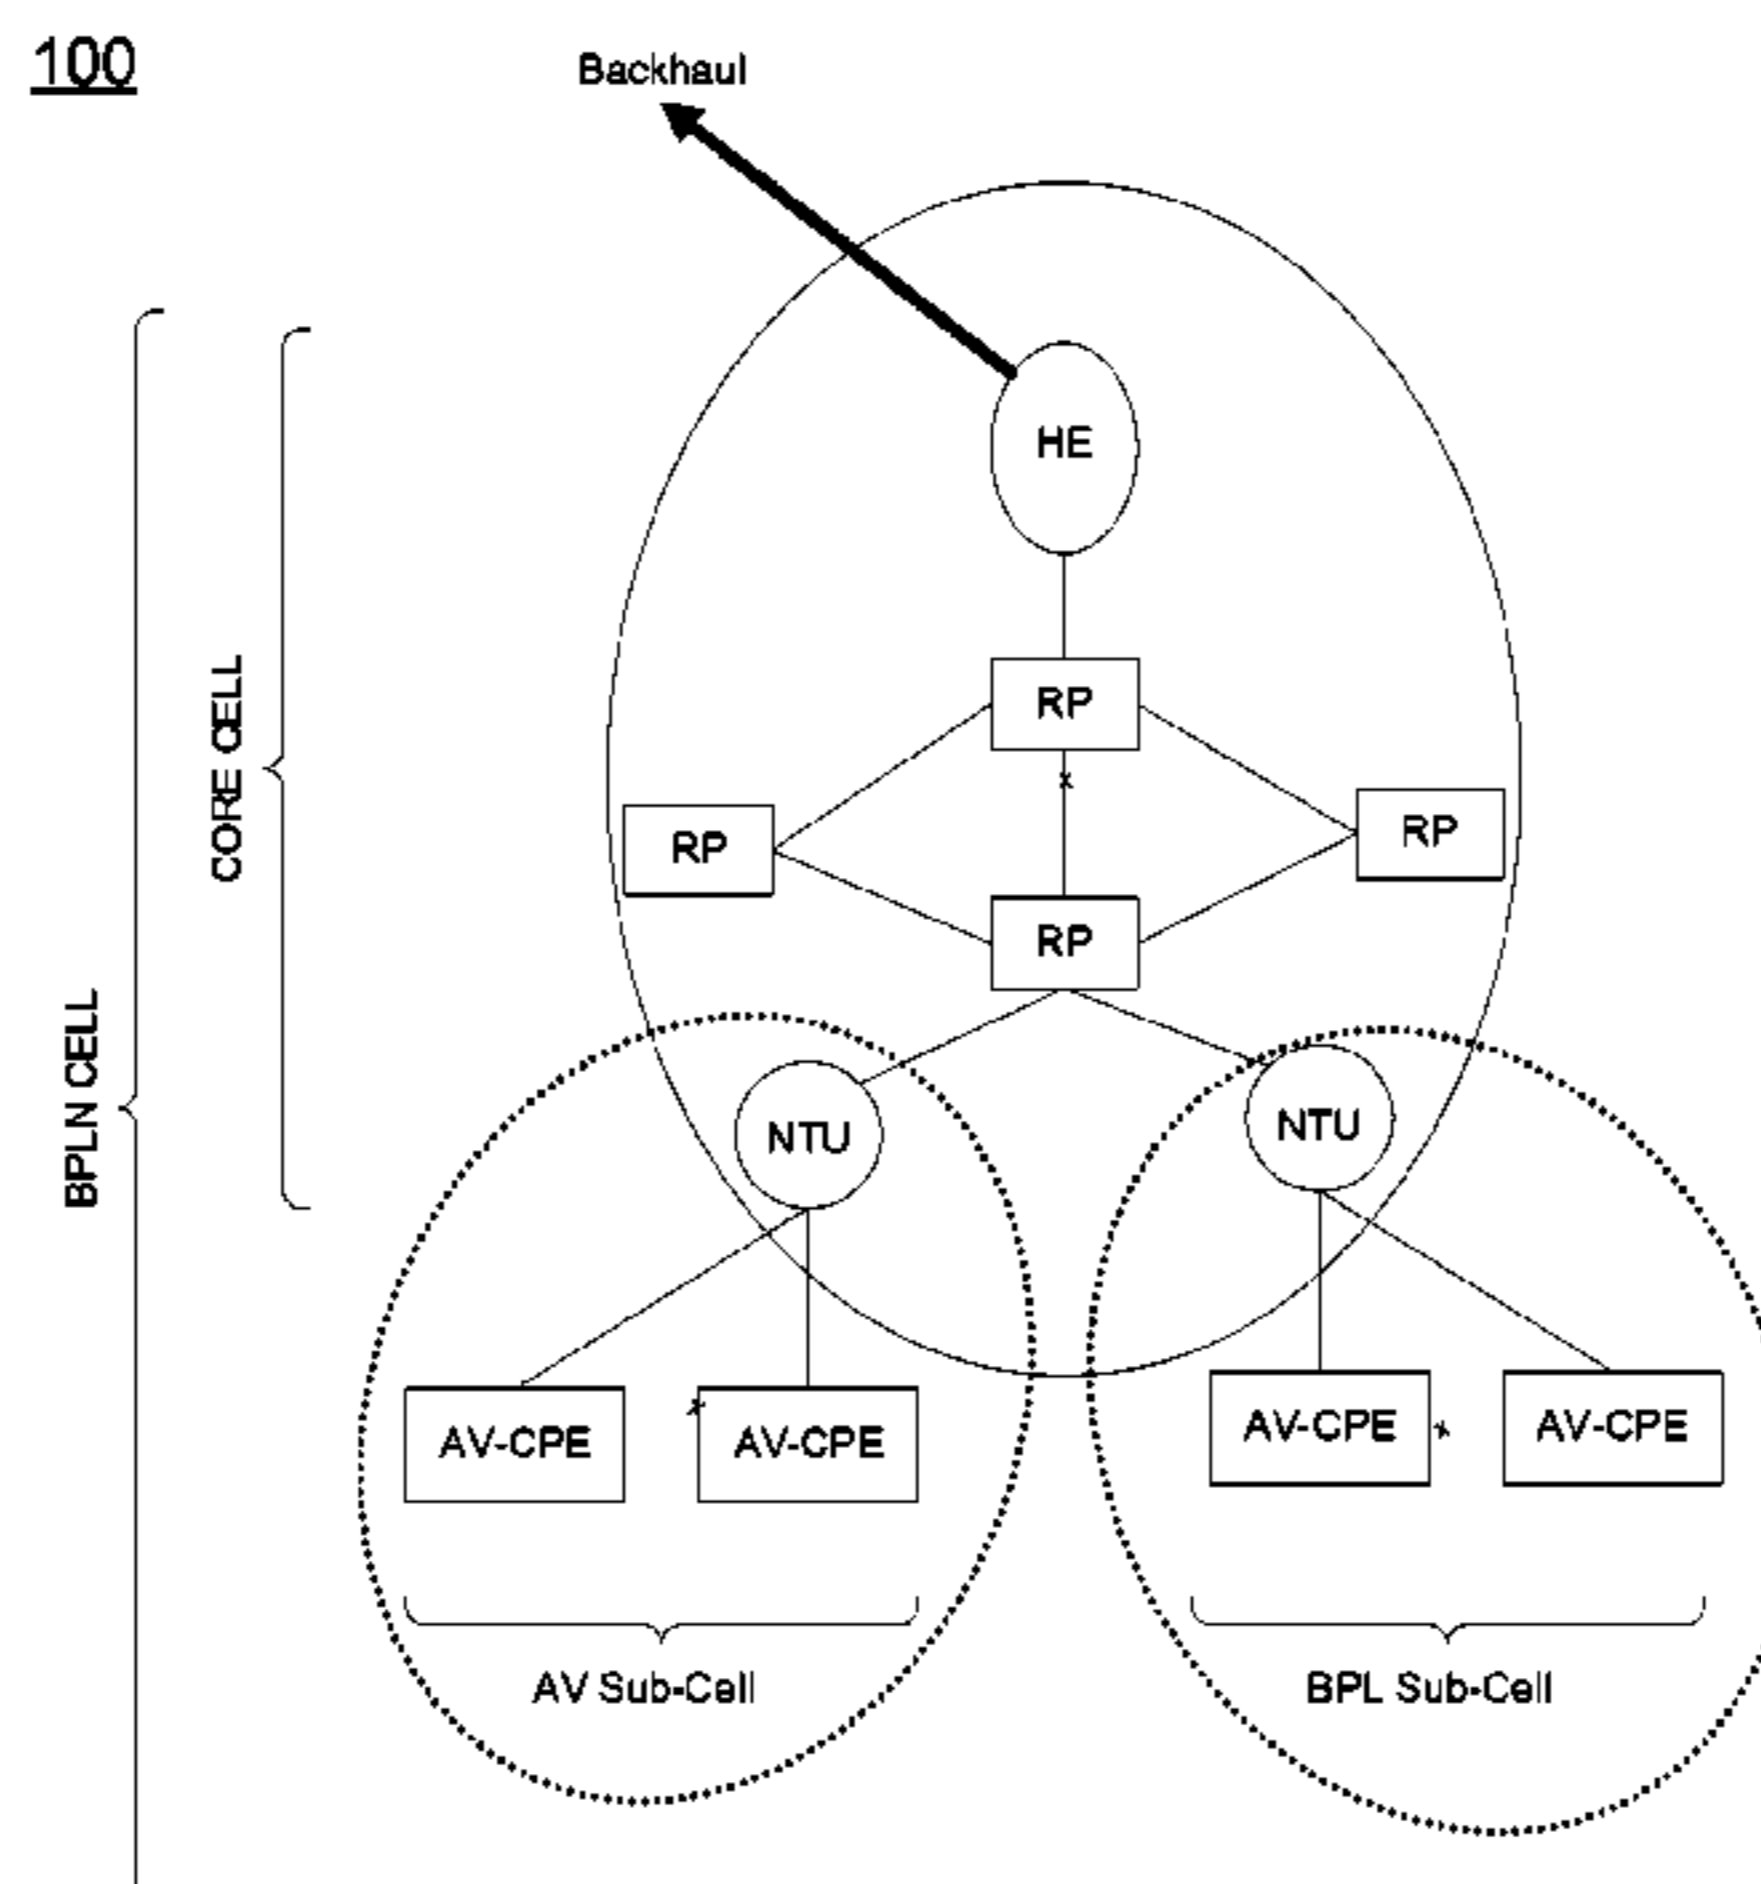 100
Backhaul
HE
RP
RP
RP
RP
CORE CELL
BPLN CELL
NTU
NTU
AV-CPE
AV-CPE
AV-CPE
AV-CPE
AV Sub-Cell
BPL Sub-Cell